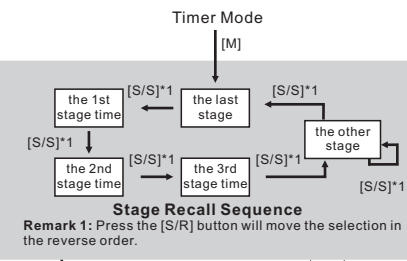 Timer Mode
[M]
[S/S]*1
[S/S]*1
the 1st
stage time
the last
stage
the other
stage
[S/S]*1
[S/S]*1
[S/S]*1
the 2nd
stage time
the 3rd
stage time
[S/S]*1
Stage Recall Sequence
Remark 1: Press the [S/R] button will move the selection in
the reverse order.